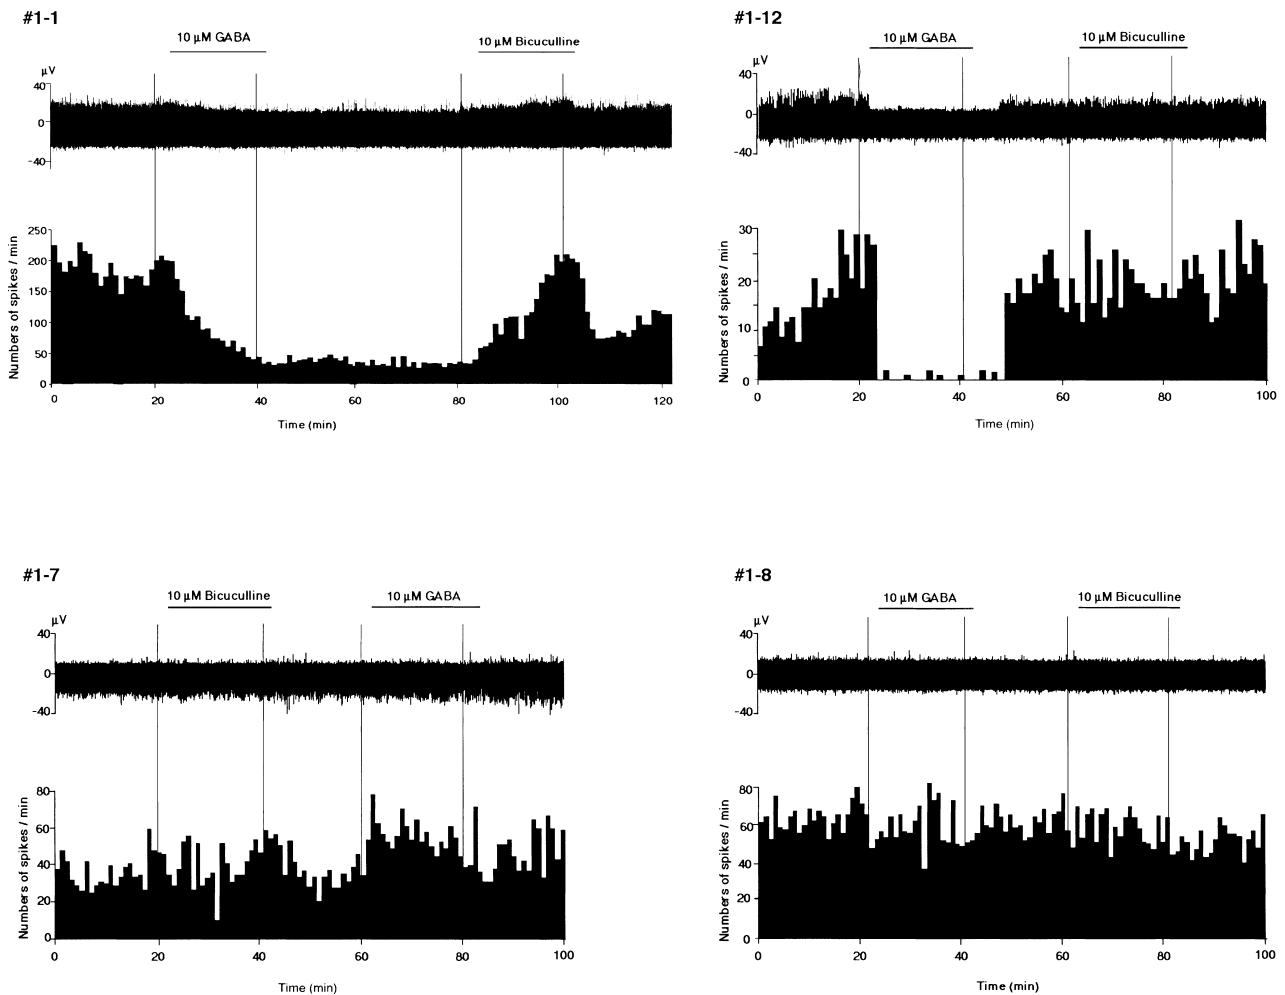 #1-1
10 µM GABA
10 µM Bicuculline
µV
40
0
-40
Numbers of spikes / min
250
200
150
100
50
0
0 20 40 60 80 100 120
Time (min)
#1-12
10 µM GABA
10 µM Bicuculline
µV
40
0
-40
Numbers of spikes / min
30
20
10
0
0 20 40 60 80 100
Time (min)
#1-7
10 µM Bicuculline
10 µM GABA
µV
40
0
-40
Numbers of spikes / min
80
60
40
20
0
0 20 40 60 80 100
Time (min)
#1-8
10 µM GABA
10 µM Bicuculline
µV
40
0
-40
Numbers of spikes / min
80
60
40
20
0
0 20 40 60 80 100
Time (min)